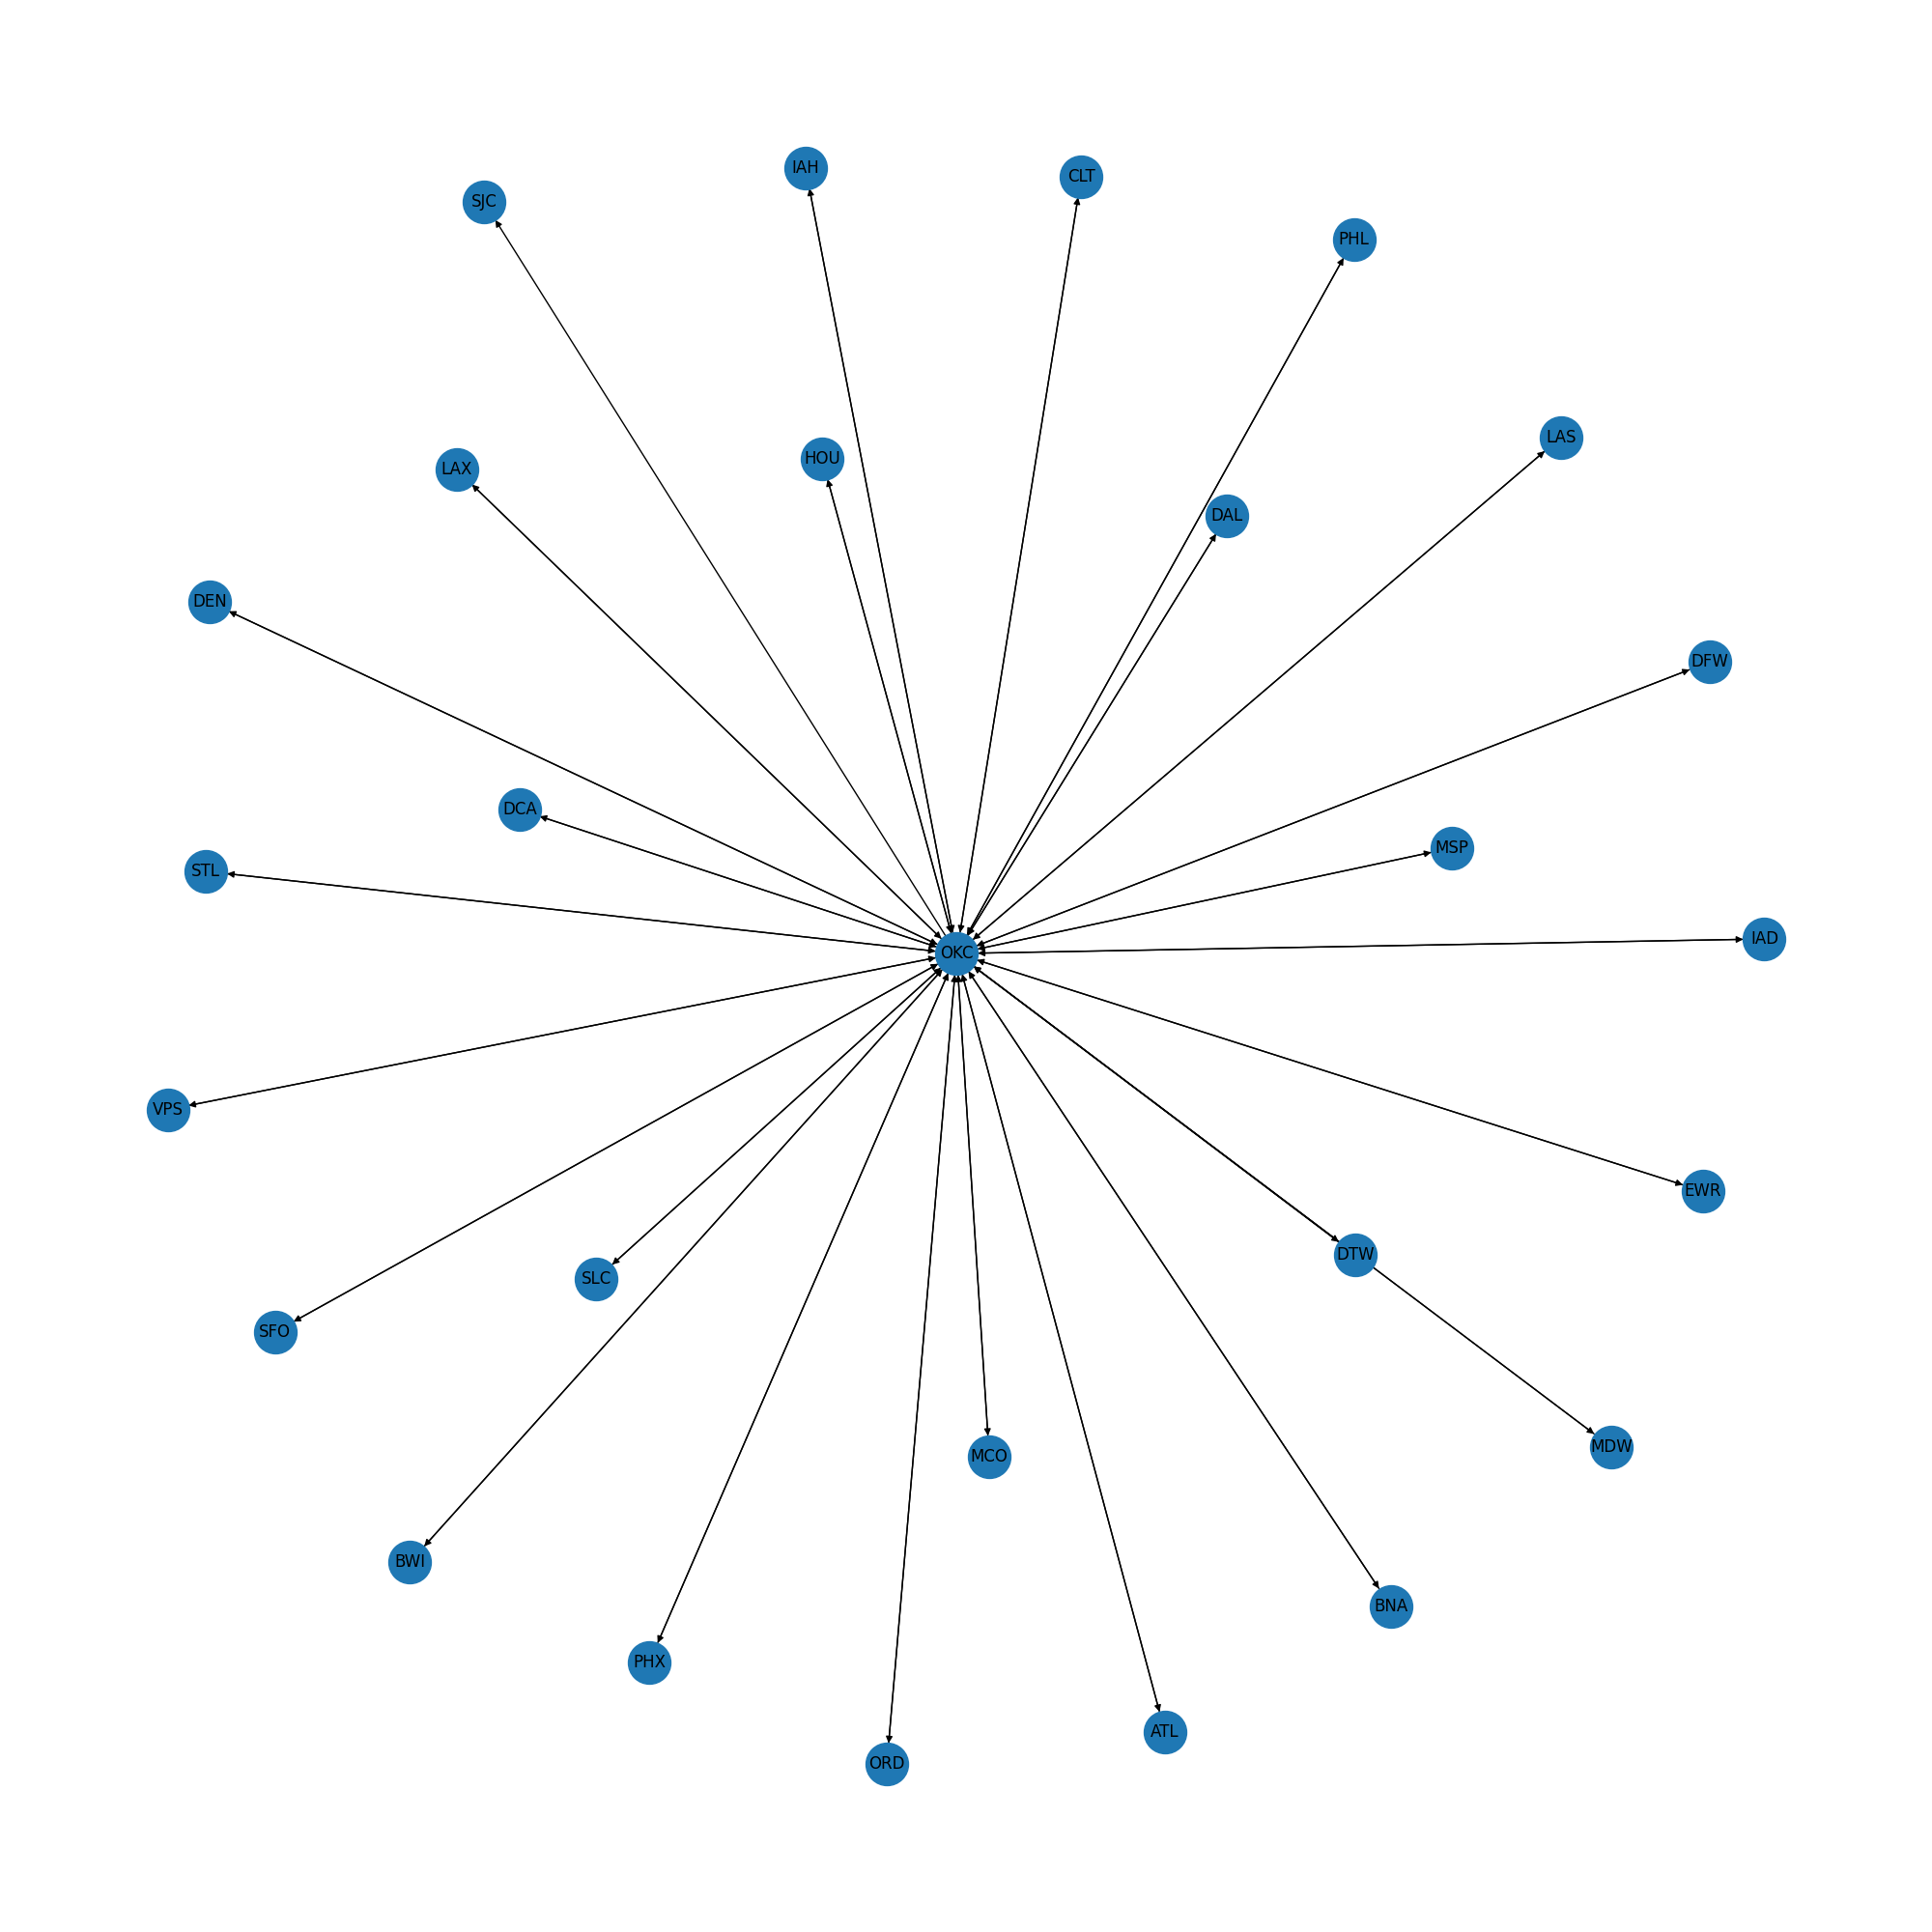 IAH
CLT
SJC
PHL
LAS
HOU
LAX
DAL
DEN
DFW
DCA
MSP
STL
IAD
OKC
VPS
EWR
DTW
SLC
SFO
MDW
MCO
BWI
BNA
PHX
ATL
ORD